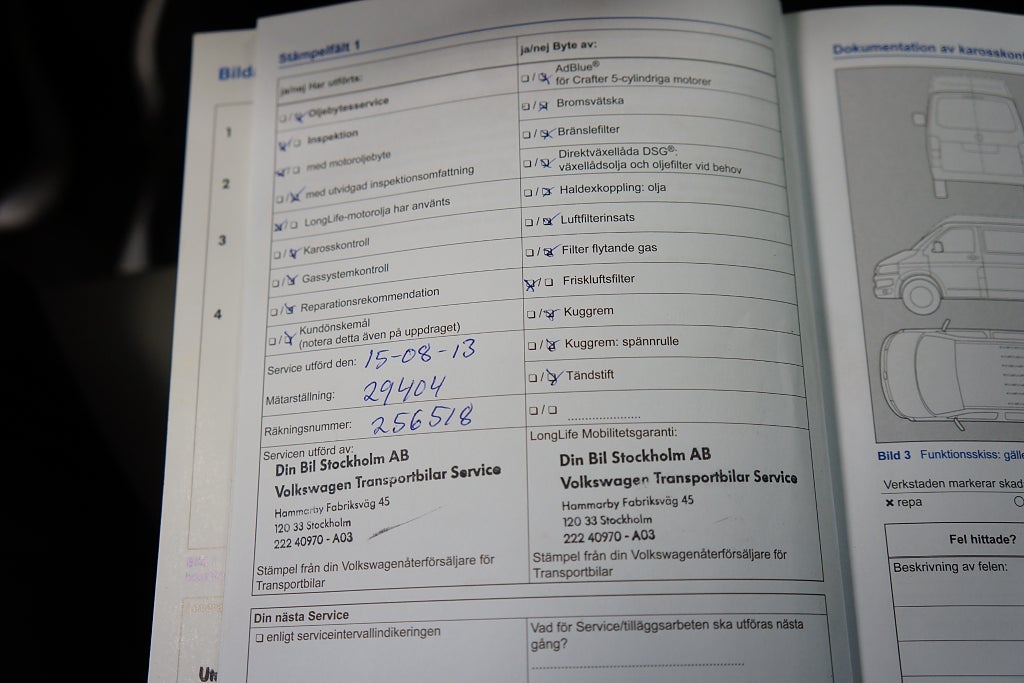 Stämpelfält 1
ja/nej Har utförts:
❏/❏ Oljebytesservice
❏/❏ Inspektion
❏/❏ med motoroljebyte
❏/❏ med utvidgad inspektionsomfattning
❏/❏ LongLife-motorolja har använts
❏/❏ Karosskontroll
❏/❏ Gassystemkontroll
❏/❏ Reparationsrekommendation
❏/❏ Kundönskemål
(notera detta även på uppdraget)
Service utförd den: 15-08-13
Mätarställning: 29404
Räkningsnummer: 256518
Servicen utförd av:
Din Bil Stockholm AB
Volkswagen Transportbilar Service
Hammarby Fabriksväg 45
120 33 Stockholm
222 40970 - A03
Stämpel från din Volkswagenåterförsäljare för
Transportbilar
ja/nej Byte av:
❏/❏ AdBlue®
för Crafter 5-cylindriga motorer
❏/❏ Bromsvätska
❏/❏ Bränslefilter
❏/❏ Direktväxellåda DSG®:
växellådsolja och oljefilter vid behov
❏/❏ Haldexkoppling: olja
❏/❏ Luftfilterinsats
❏/❏ Filter flytande gas
❏/❏ Friskluftsfilter
❏/❏ Kuggrem
❏/❏ Kuggrem: spännrulle
❏/❏ Tändstift
❏/❏ ....................
LongLife Mobilitetsgaranti:
Din Bil Stockholm AB
Volkswagen Transportbilar Service
Hammarby Fabriksväg 45
120 33 Stockholm
222 40970 - A03
Stämpel från din Volkswagenåterförsäljare för
Transportbilar
Din nästa Service
❏ enligt serviceintervallindikeringen
Vad för Service/tilläggsarbeten ska utföras nästa
gång?
Bild
1
2
3
4
Dokumentation av
Bild 3 Funktionsskiss:
Verkstaden markerar
✖ repa
Fel hittade?
Beskrivning av felen: